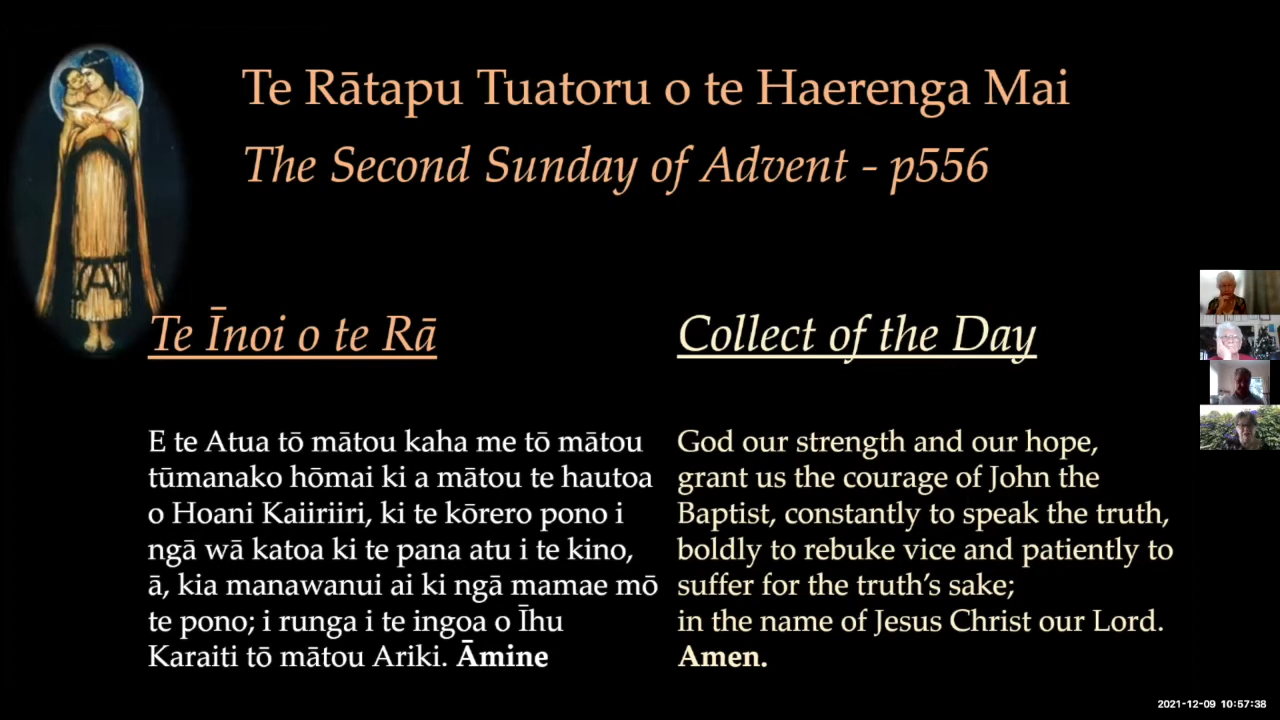 Te Rātapu Tuatoru o te Haerenga Mai
The Second Sunday of Advent - p556
Te Īnoi o te Rā
E te Atua tō mātou kaha me tō mātou
tūmanako hōmai ki a mātou te hautoa
o Hoani Kaiiriiri, ki te kōrero pono i
ngā wā katoa ki te pana atu i te kino,
ā, kia manawanui ai ki ngā mamae mō
te pono; i runga i te ingoa o Īhu
Karaiti tō mātou Ariki. Āmine
Collect of the Day
God our strength and our hope,
grant us the courage of John the
Baptist, constantly to speak the truth,
boldly to rebuke vice and patiently to
suffer for the truth's sake;
in the name of Jesus Christ our Lord.
Amen.
2021-12-09 10:57:38